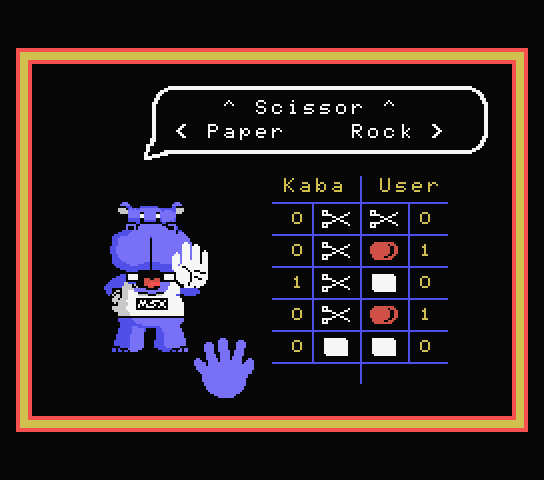 ^ Scissor ^
< Paper Rock >
Kaba User
0 0
0 1
1 0
0 1
0 0
MSX